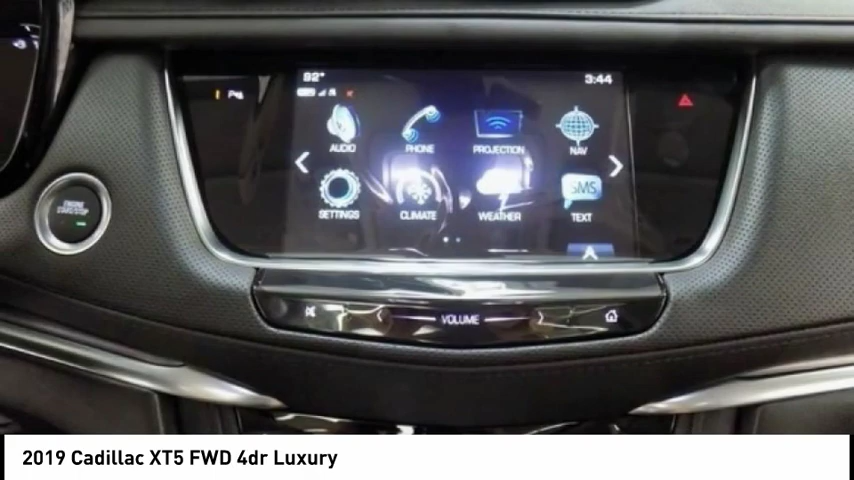 92° 3:44
AUDIO PHONE PROJECTION NAV
SMS
SETTINGS CLIMATE WEATHER TEXT
ENGINE
START/STOP
VOLUME
2019 Cadillac XT5 FWD 4dr Luxury